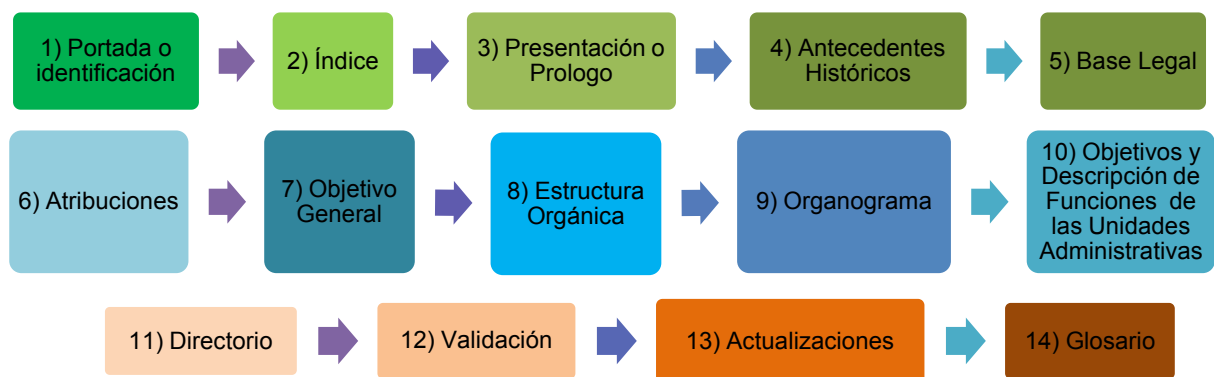 1) Portada o
identificación
2) Índice
3) Presentación o
Prologo
4) Antecedentes
Históricos
5) Base Legal
6) Atribuciones
7) Objetivo
General
8) Estructura
Orgánica
9) Organograma
10) Objetivos y
Descripción de
Funciones de
las Unidades
Administrativas
11) Directorio
12) Validación
13) Actualizaciones
14) Glosario